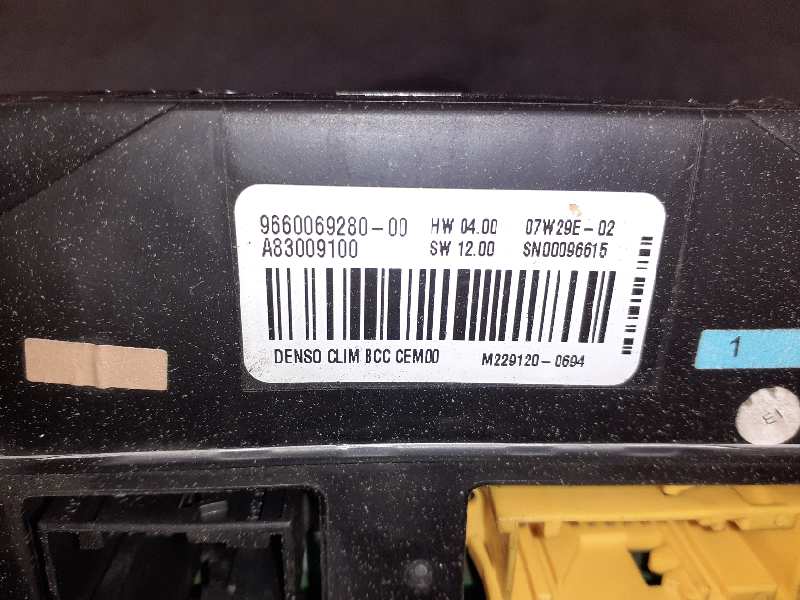 9660069280-00 HW 04.00 07W29E-02
A83009100 SW 12.00 SN00096615
DENSO CLIM BCC CEM00 M229120-0694
1
E1